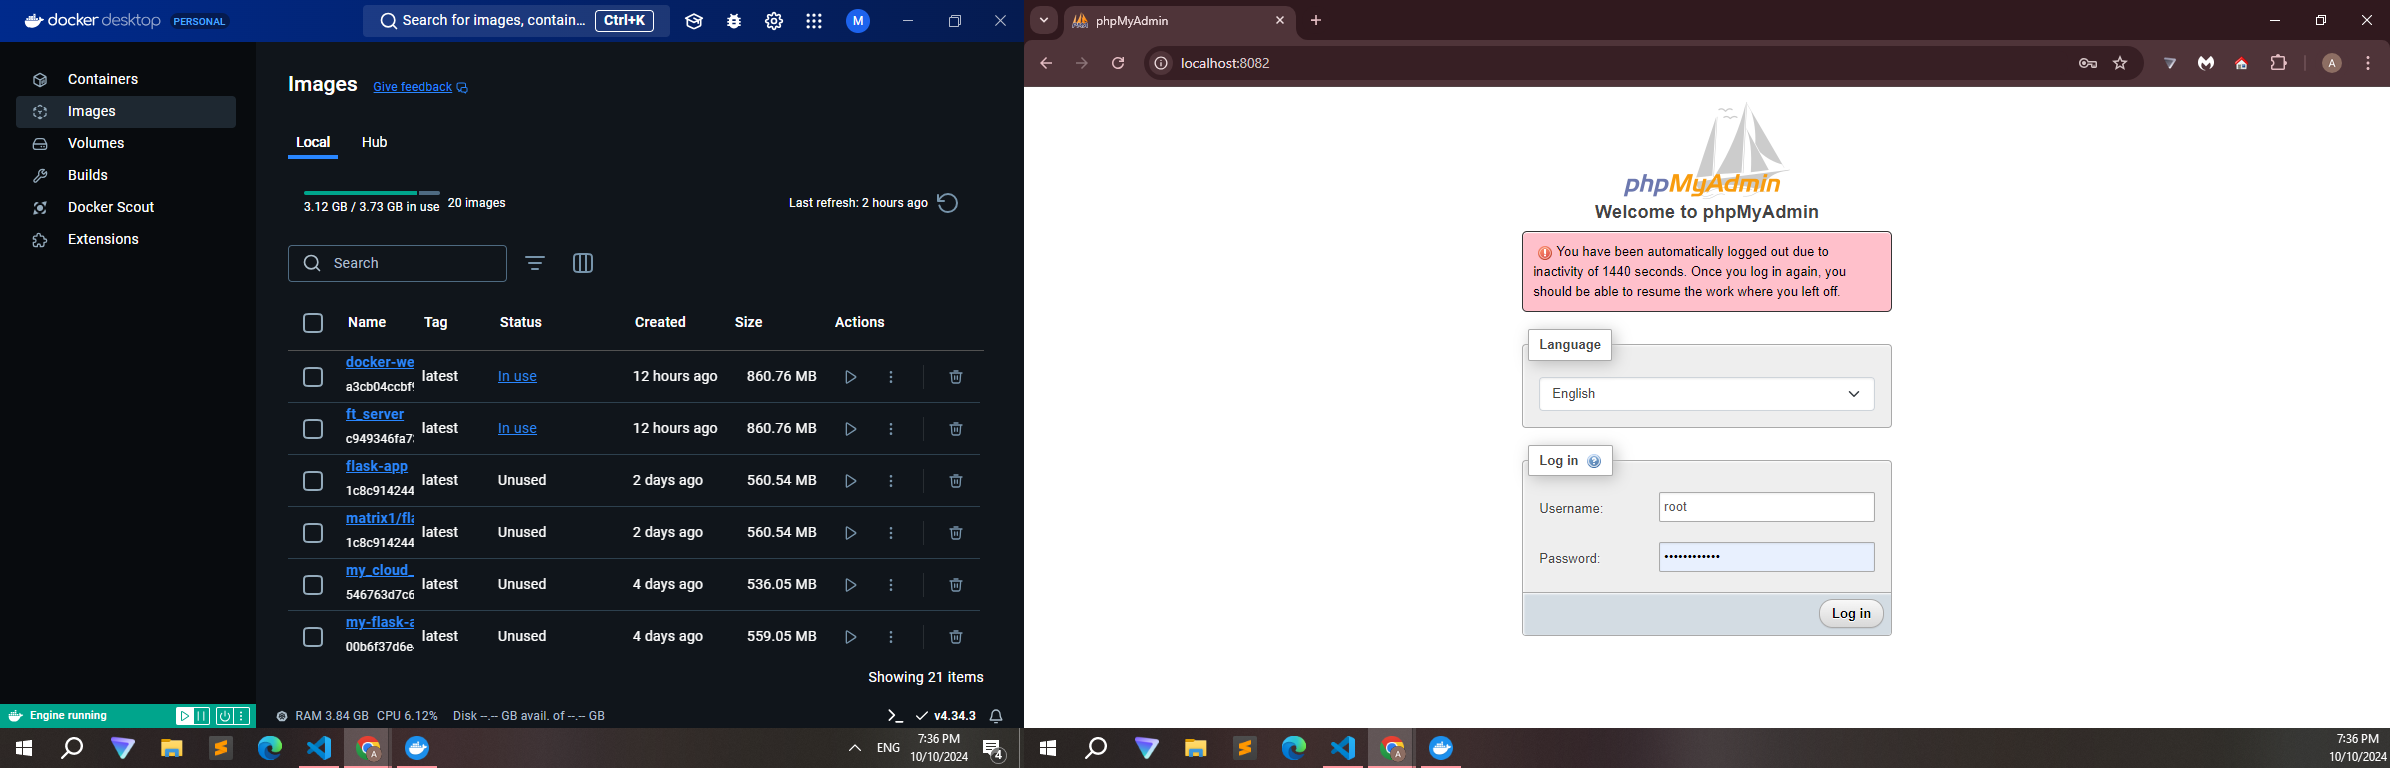 docker desktop PERSONAL
Search for images, contain... Ctrl+K
M
Containers
Images
Volumes
Builds
Docker Scout
Extensions
Images Give feedback
Local Hub
3.12 GB / 3.73 GB in use 20 images
Last refresh: 2 hours ago
Search
Name Tag Status Created Size Actions
docker-we
a3cb04ccbf9
latest In use 12 hours ago 860.76 MB
ft_server
c949346fa7
latest In use 12 hours ago 860.76 MB
flask-app
1c8c914244
latest Unused 2 days ago 560.54 MB
matrix1/fla
1c8c914244
latest Unused 2 days ago 560.54 MB
my_cloud_
546763d7c6
latest Unused 4 days ago 536.05 MB
my-flask-a
00b6f37d6e
latest Unused 4 days ago 559.05 MB
Showing 21 items
Engine running
RAM 3.84 GB CPU 6.12% Disk --.-- GB avail. of --.-- GB
v4.34.3
A
ENG
7:36 PM
10/10/2024
4
phpMyAdmin
localhost:8082
A
phpMyAdmin
Welcome to phpMyAdmin
You have been automatically logged out due to
inactivity of 1440 seconds. Once you log in again, you
should be able to resume the work where you left off.
Language
English
Log in
Username: root
Password: ••••••••••••
Log in
A
7:36 PM
10/10/2024